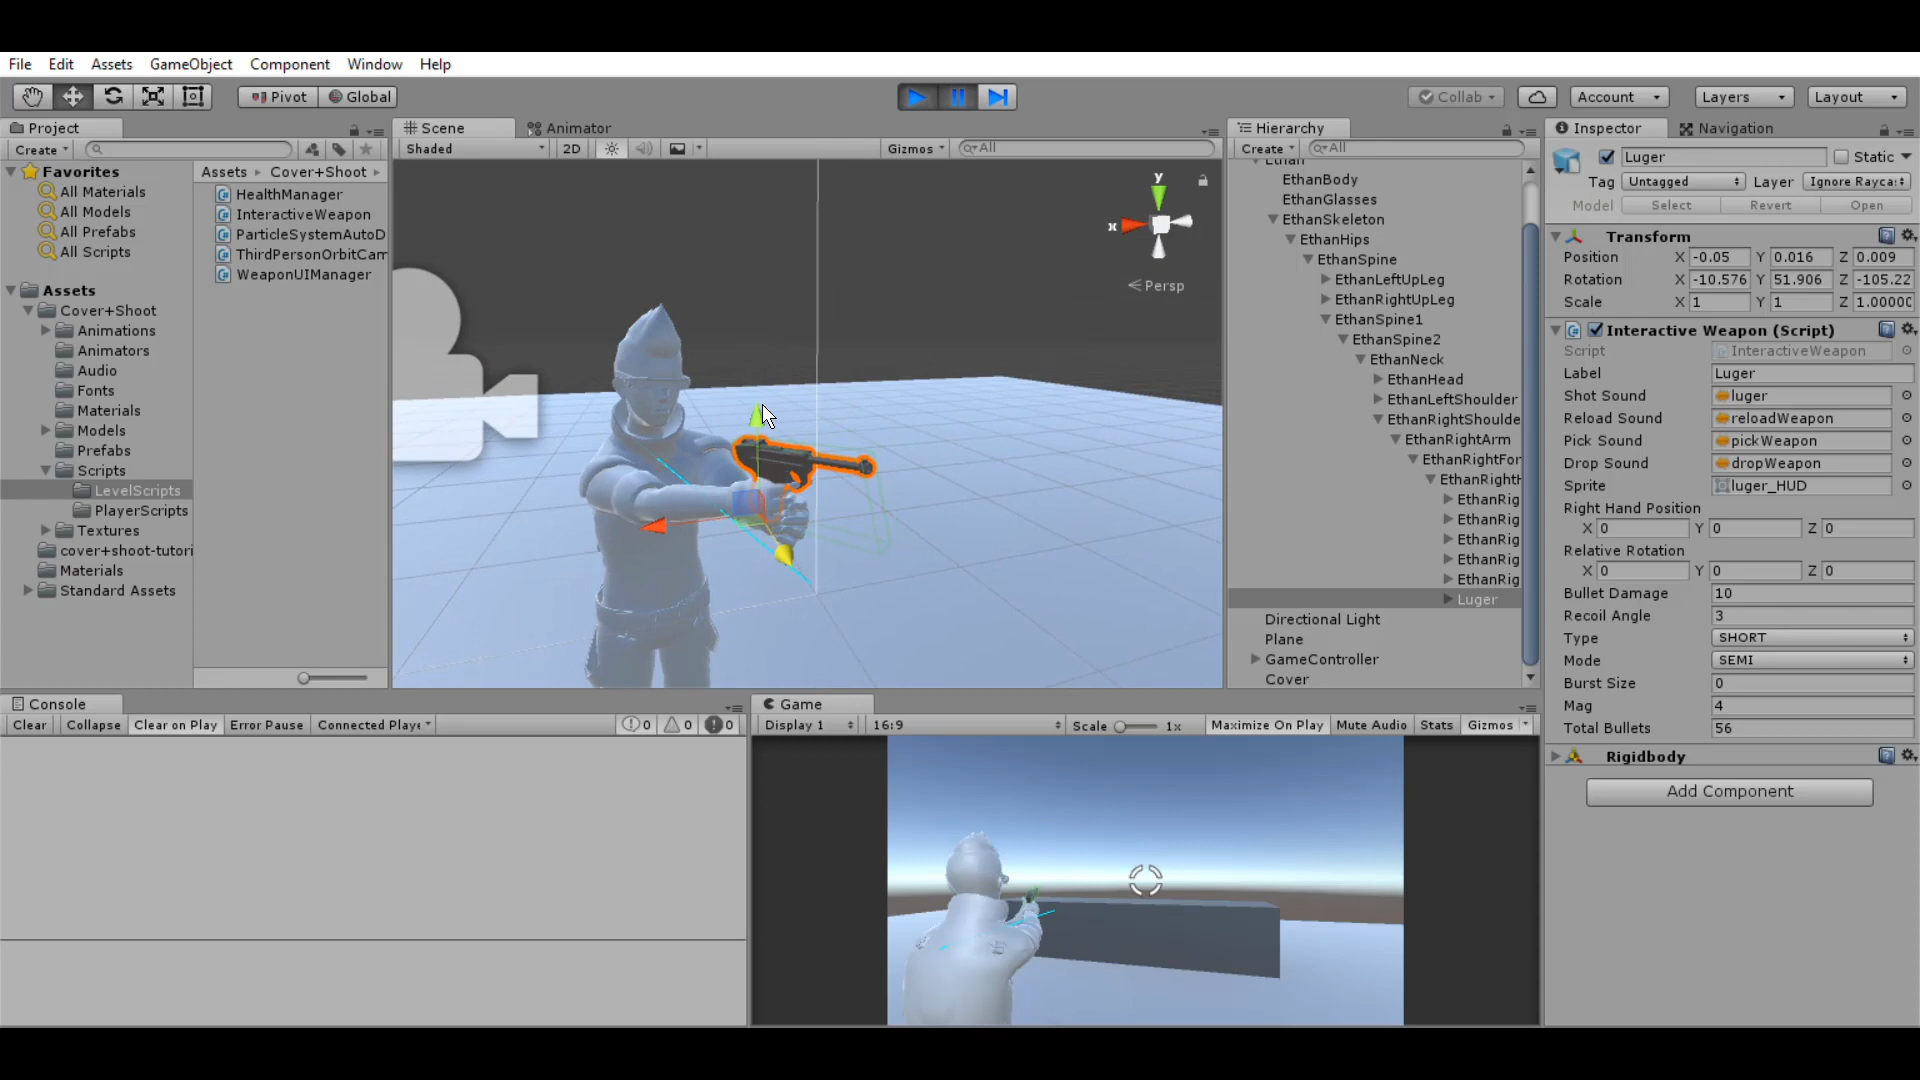 File Edit Assets GameObject Component Window Help
Pivot Global Collab Account Layers Layout
Project
Create
Favorites
All Materials
All Models
All Prefabs
All Scripts
Assets
Cover+Shoot
Animations
Animators
Audio
Fonts
Materials
Models
Prefabs
Scripts
LevelScripts
PlayerScripts
Textures
cover+shoot-tutori
Materials
Standard Assets
Assets Cover+Shoot
HealthManager
InteractiveWeapon
ParticleSystemAutoD
ThirdPersonOrbitCam
WeaponUIManager
Scene Animator
Shaded 2D Gizmos All
y
x
Persp
Hierarchy
Create All
Ethan
EthanBody
EthanGlasses
EthanSkeleton
EthanHips
EthanSpine
EthanLeftUpLeg
EthanRightUpLeg
EthanSpine1
EthanSpine2
EthanNeck
EthanHead
EthanLeftShoulder
EthanRightShoulde
EthanRightArm
EthanRightFor
EthanRightH
EthanRig
EthanRig
EthanRig
EthanRig
EthanRig
Luger
Directional Light
Plane
GameController
Cover
Inspector Navigation
Luger Static
Tag Untagged Layer Ignore Rayca
Model Select Revert Open
Transform
Position X -0.05 Y 0.016 Z 0.009
Rotation X -10.576 Y 51.906 Z -105.22
Scale X 1 Y 1 Z 1.00000
Interactive Weapon (Script)
Script InteractiveWeapon
Label Luger
Shot Sound luger
Reload Sound reloadWeapon
Pick Sound pickWeapon
Drop Sound dropWeapon
Sprite luger_HUD
Right Hand Position
X 0 Y 0 Z 0
Relative Rotation
X 0 Y 0 Z 0
Bullet Damage 10
Recoil Angle 3
Type SHORT
Mode SEMI
Burst Size 0
Mag 4
Total Bullets 56
Rigidbody
Add Component
Console
Clear Collapse Clear on Play Error Pause Connected Playe 0 0 0
Game
Display 1 16:9 Scale 1x Maximize On Play Mute Audio Stats Gizmos